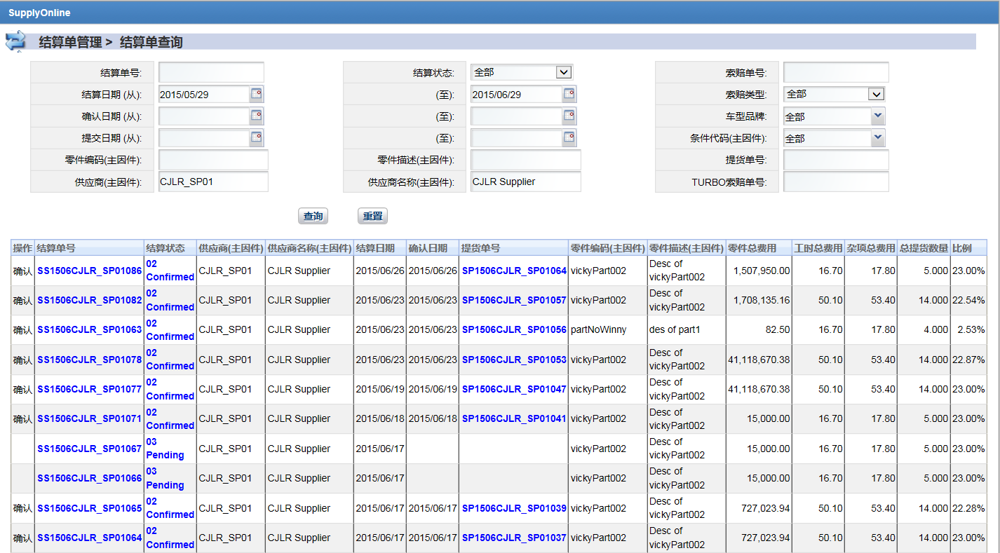 SupplyOnline
结算单管理 > 结算单查询
结算单号: 结算状态: 全部 索赔单号:
结算日期 (从): 2015/05/29 (至): 2015/06/29 索赔类型: 全部
确认日期 (从): (至): 车型品牌: 全部
提交日期 (从): (至): 条件代码(主因件): 全部
零件编码(主因件): 零件描述(主因件): 提货单号:
供应商(主因件): CJLR_SP01 供应商名称(主因件): CJLR Supplier TURBO索赔单号:
查询 重置
操作 结算单号 结算状态 供应商(主因件) 供应商名称(主因件) 结算日期 确认日期 提货单号 零件编码(主因件) 零件描述(主因件) 零件总费用 工时总费用 杂项总费用 总提货数量 比例
确认 SS1506CJLR_SP01086 02 Confirmed CJLR_SP01 CJLR Supplier 2015/06/26 2015/06/26 SP1506CJLR_SP01064 vickyPart002 Desc of vickyPart002 1,507,950.00 16.70 17.80 5.000 23.00%
确认 SS1506CJLR_SP01082 02 Confirmed CJLR_SP01 CJLR Supplier 2015/06/23 2015/06/23 SP1506CJLR_SP01057 vickyPart002 Desc of vickyPart002 1,708,135.16 50.10 53.40 14.000 22.54%
确认 SS1506CJLR_SP01063 02 Confirmed CJLR_SP01 CJLR Supplier 2015/06/23 2015/06/23 SP1506CJLR_SP01056 partNoWinny des of part1 82.50 16.70 17.80 4.000 2.53%
确认 SS1506CJLR_SP01078 02 Confirmed CJLR_SP01 CJLR Supplier 2015/06/23 2015/06/23 SP1506CJLR_SP01053 vickyPart002 Desc of vickyPart002 41,118,670.38 50.10 53.40 14.000 22.87%
确认 SS1506CJLR_SP01077 02 Confirmed CJLR_SP01 CJLR Supplier 2015/06/19 2015/06/19 SP1506CJLR_SP01047 vickyPart002 Desc of vickyPart002 41,118,670.38 50.10 53.40 14.000 23.00%
确认 SS1506CJLR_SP01071 02 Confirmed CJLR_SP01 CJLR Supplier 2015/06/18 2015/06/18 SP1506CJLR_SP01041 vickyPart002 Desc of vickyPart002 15,000.00 16.70 17.80 5.000 23.00%
SS1506CJLR_SP01067 03 Pending CJLR_SP01 CJLR Supplier 2015/06/17 vickyPart002 Desc of vickyPart002 15,000.00 16.70 17.80 5.000 23.00%
SS1506CJLR_SP01066 03 Pending CJLR_SP01 CJLR Supplier 2015/06/17 vickyPart002 Desc of vickyPart002 15,000.00 16.70 17.80 5.000 23.00%
确认 SS1506CJLR_SP01065 02 Confirmed CJLR_SP01 CJLR Supplier 2015/06/17 2015/06/17 SP1506CJLR_SP01039 vickyPart002 Desc of vickyPart002 727,023.94 50.10 53.40 14.000 22.28%
确认 SS1506CJLR_SP01064 02 Confirmed CJLR_SP01 CJLR Supplier 2015/06/17 2015/06/17 SP1506CJLR_SP01037 vickyPart002 Desc of vickyPart002 727,023.94 50.10 53.40 14.000 23.00%